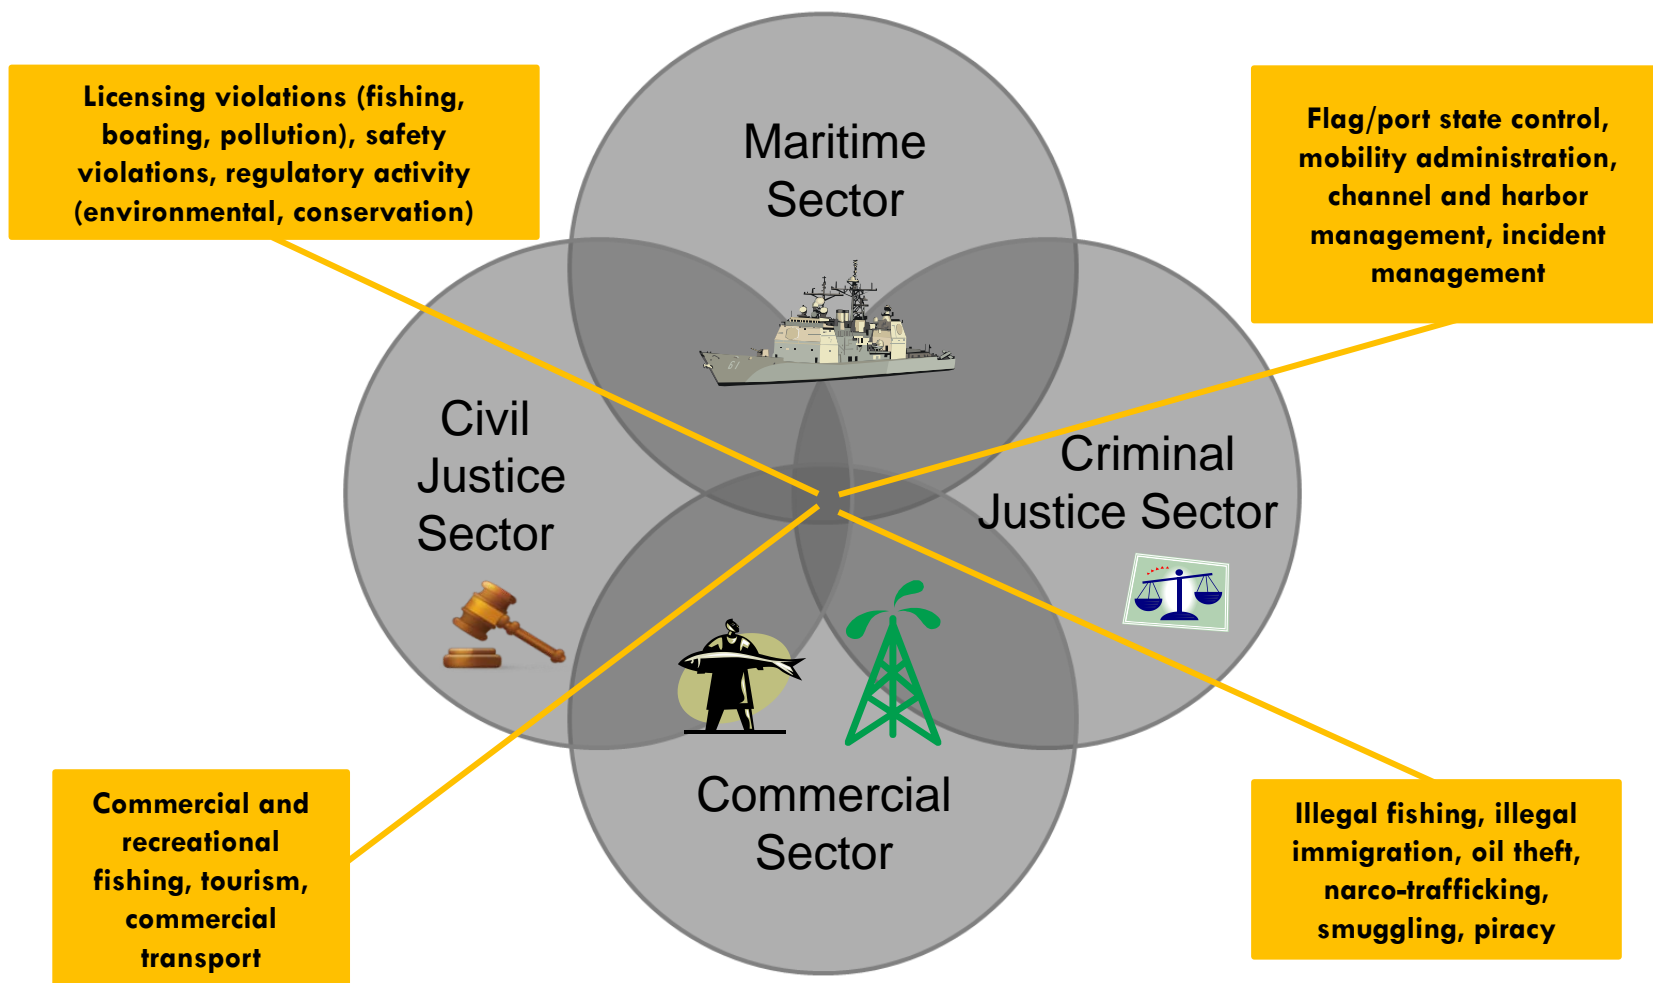 Licensing violations (fishing,
boating, pollution), safety
violations, regulatory activity
(environmental, conservation)
Maritime
Sector
Flag/port state control,
mobility administration,
channel and harbor
management, incident
management
61
Civil
Justice
Sector
Criminal
Justice Sector
Commercial
Sector
Commercial and
recreational
fishing, tourism,
commercial
transport
Illegal fishing, illegal
immigration, oil theft,
narco-trafficking,
smuggling, piracy